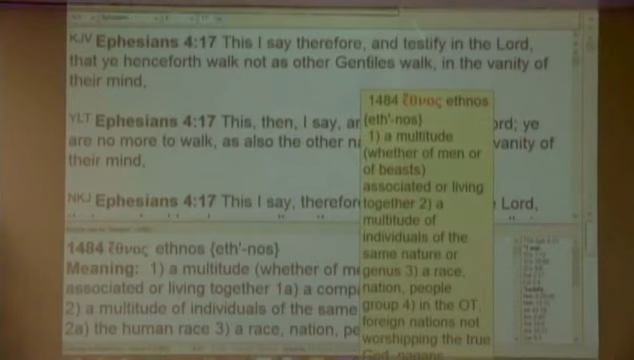 KJV Ephesians 4:17 This I say therefore, and testify in the Lord,
that ye henceforth walk not as other Gentiles walk, in the vanity of
their mind,
YLT Ephesians 4:17 This, then, I say, ar ord; ye
are no more to walk, as also the other n vanity of
their mind,
NKJ Ephesians 4:17 This I say, therefor Lord,
1484 ἔθνος ethnos
{eth'-nos}
1) a multitude
(whether of men or
of beasts)
associated or living
together 2) a
multitude of
individuals of the
same nature or
genus 3) a race,
nation, people
group 4) in the OT,
foreign nations not
worshipping the true
God, pagans
1484 ἔθνος ethnos {eth'-nos}
Meaning: 1) a multitude (whether of me
associated or living together 1a) a comp
2) a multitude of individuals of the same
2a) the human race 3) a race, nation, pe